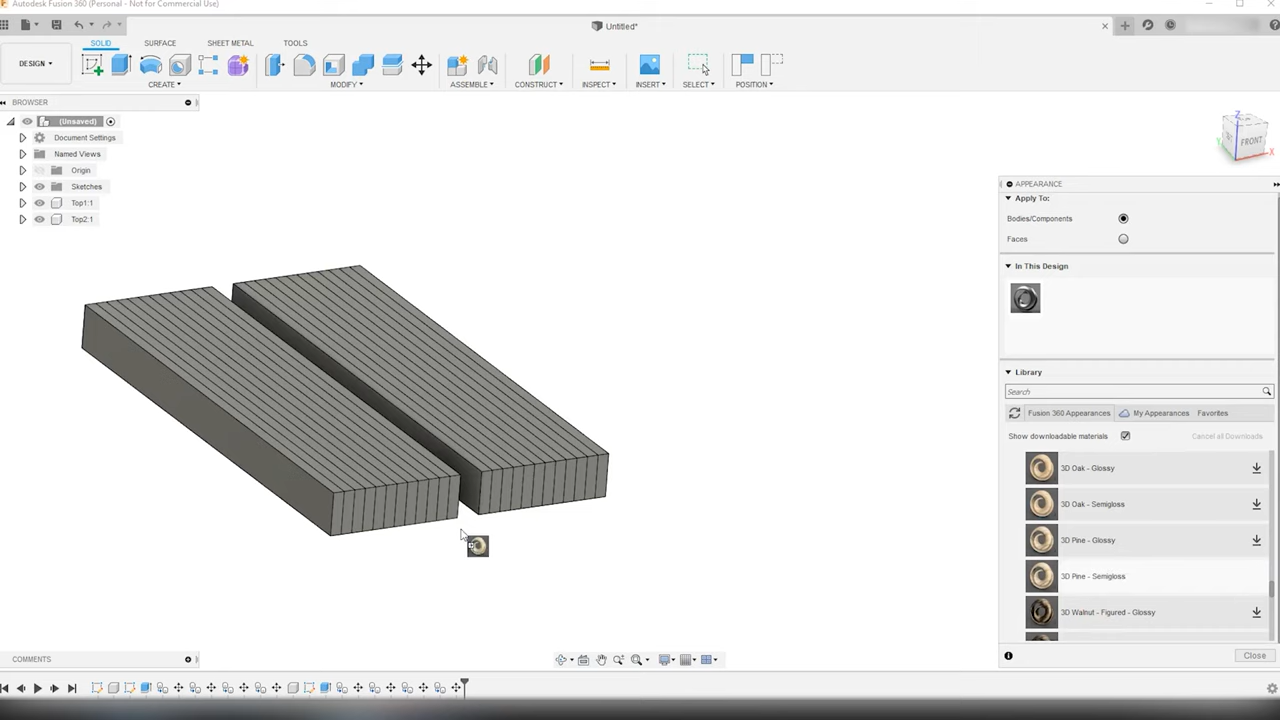 Autodesk Fusion 360 (Personal - Not for Commercial Use)
Untitled*
DESIGN
SOLID
SURFACE
SHEET METAL
TOOLS
CREATE
MODIFY
ASSEMBLE
CONSTRUCT
INSPECT
INSERT
SELECT
POSITION
BROWSER
(Unsaved)
Document Settings
Named Views
Origin
Sketches
Top1:1
Top2:1
Z
FRONT
Y
X
APPEARANCE
Apply To:
Bodies/Components
Faces
In This Design
Library
Search
Fusion 360 Appearances
My Appearances
Favorites
Show downloadable materials
Cancel all Downloads
3D Oak - Glossy
3D Oak - Semigloss
3D Pine - Glossy
3D Pine - Semigloss
3D Walnut - Figured - Glossy
Close
COMMENTS